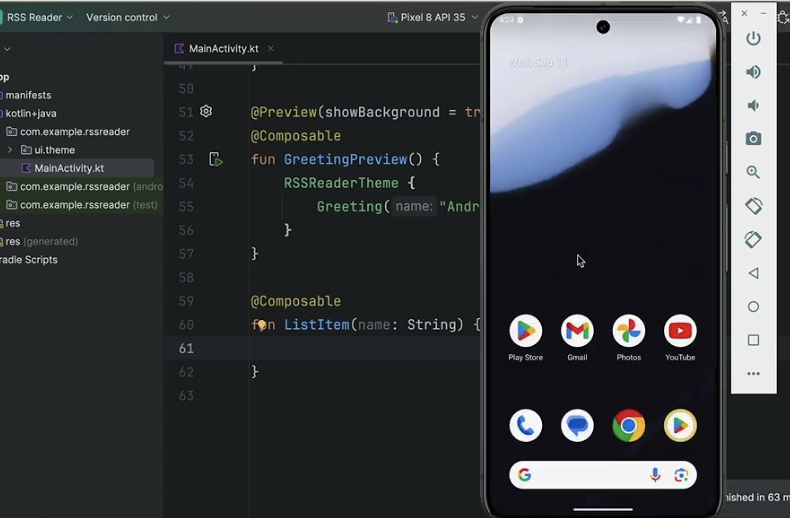 RSS Reader
Version control
Pixel 8 API 35
MainActivity.kt
manifests
kotlin+java
com.example.rssreader
ui.theme
MainActivity.kt
com.example.rssreader (andro
com.example.rssreader (test)
res
res (generated)
radle Scripts
49 }
50
51 @Preview(showBackground = tr
52 @Composable
53 fun GreetingPreview() {
54 RSSReaderTheme {
55 Greeting( name: "Andr
56 }
57 }
58
59 @Composable
60 fun ListItem(name: String) {
61
62 }
63
4:24
Wed, Sep 11
Play Store
Gmail
Photos
YouTube
nished in 63 m